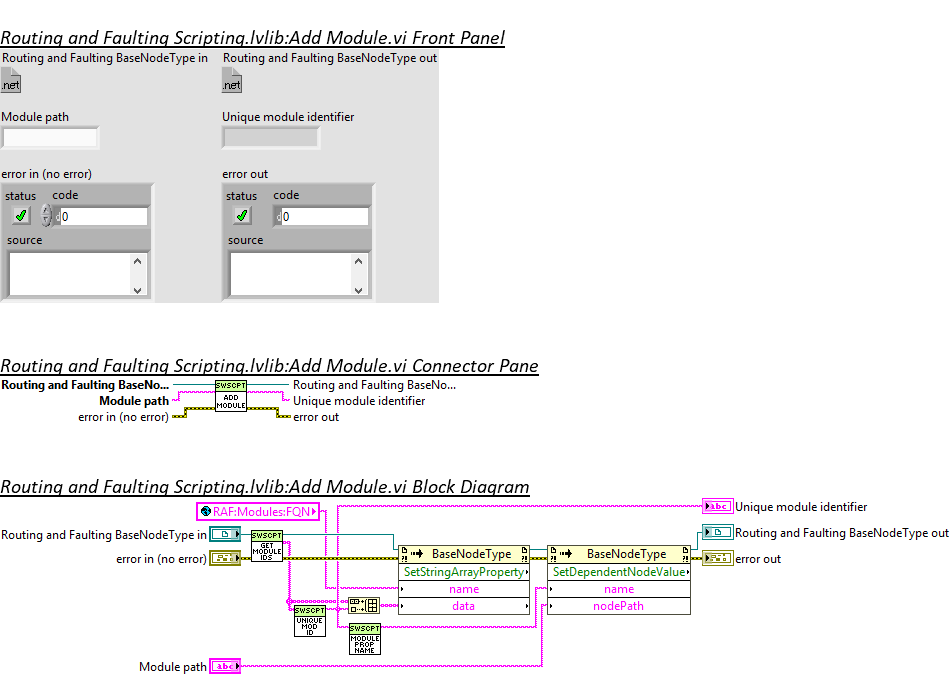 Routing and Faulting Scripting.lvlib:Add Module.vi Front Panel
Routing and Faulting BaseNodeType in
Routing and Faulting BaseNodeType out
.net
.net
Module path
Unique module identifier
error in (no error)
error out
status
code
status
code
d
0
d
0
source
source
Routing and Faulting Scripting.lvlib:Add Module.vi Connector Pane
Routing and Faulting BaseNo...
SWSCPT
Routing and Faulting BaseNo...
Module path
ADD
MODULE
Unique module identifier
error in (no error)
error out
Routing and Faulting Scripting.lvlib:Add Module.vi Block Diagram
RAF:Modules:FQN
abc
Unique module identifier
Routing and Faulting BaseNodeType in
SWSCPT
GET
MODULE
IDS
Routing and Faulting BaseNodeType out
error in (no error)
BaseNodeType
?!
BaseNodeType
?!
error out
SetStringArrayProperty
SetDependentNodeValue
name
name
data
nodePath
SWSCPT
UNIQUE
MOD
ID
SWSCPT
MODULE
PROP
NAME
Module path
abc